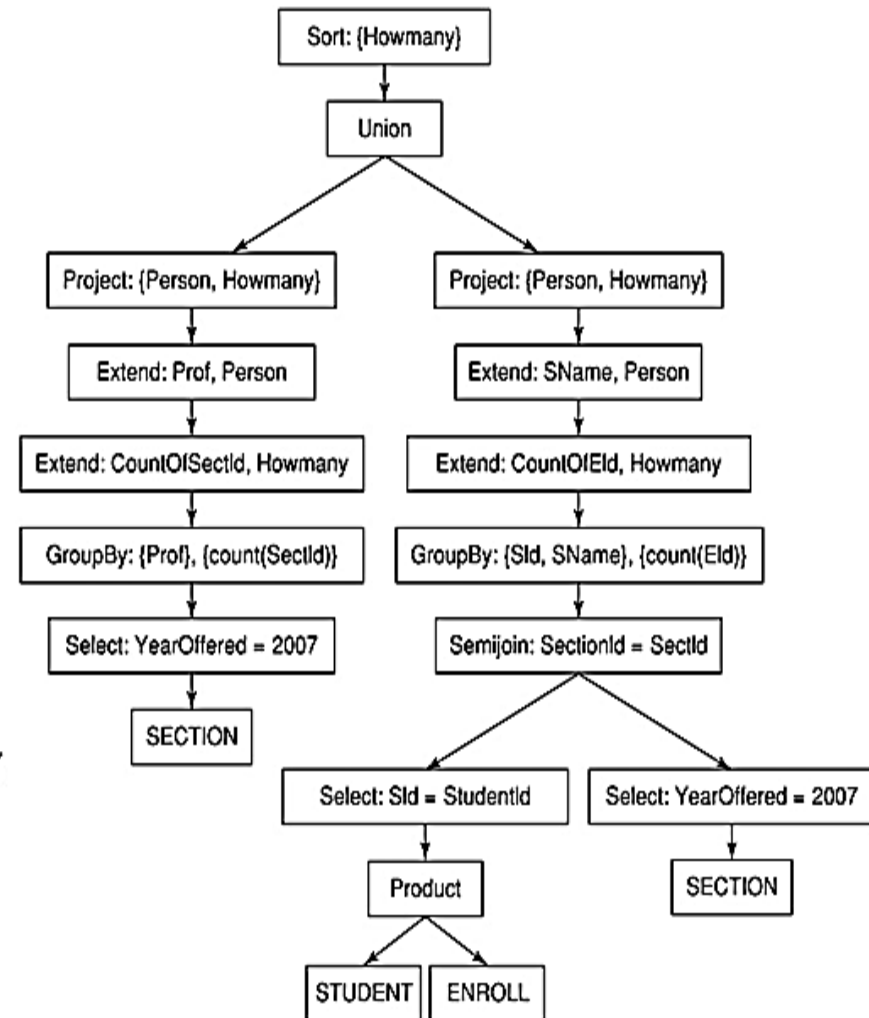 Sort: {Howmany}
Union
Project: {Person, Howmany}
Project: {Person, Howmany}
Extend: Prof, Person
Extend: SName, Person
Extend: CountOfSectId, Howmany
Extend: CountOfEId, Howmany
GroupBy: {Prof}, {count(SectId)}
GroupBy: {SId, SName}, {count(EId)}
Select: YearOffered = 2007
Semijoin: SectionId = SectId
SECTION
Select: SId = StudentId
Select: YearOffered = 2007
Product
SECTION
STUDENT
ENROLL